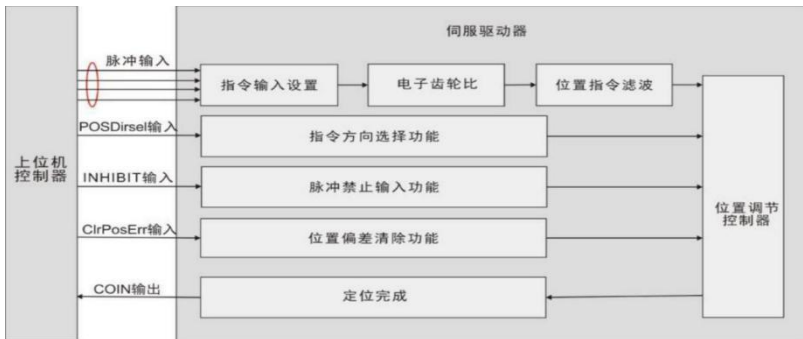 伺服驱动器
脉冲输入
指令输入设置
电子齿轮比
位置指令滤波
POSDirsel输入
指令方向选择功能
上位机
控制器
INHIBIT输入
脉冲禁止输入功能
位置调节
控制器
ClrPosErr输入
位置偏差清除功能
COIN输出
定位完成